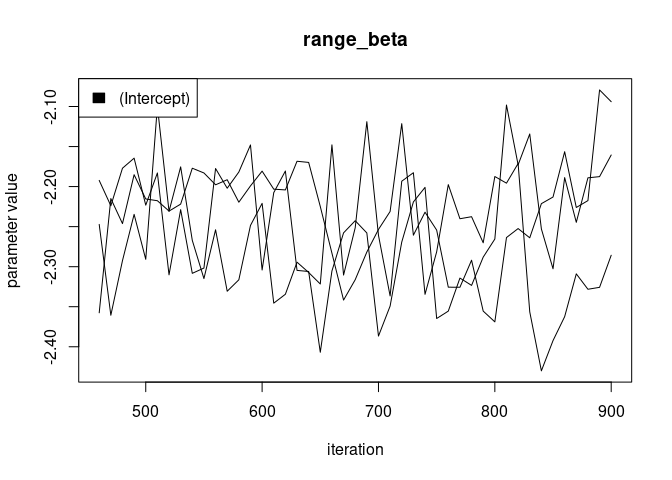 range_beta
(Intercept)
-2.10
-2.20
-2.30
-2.40
parameter value
500 600 700 800 900
iteration